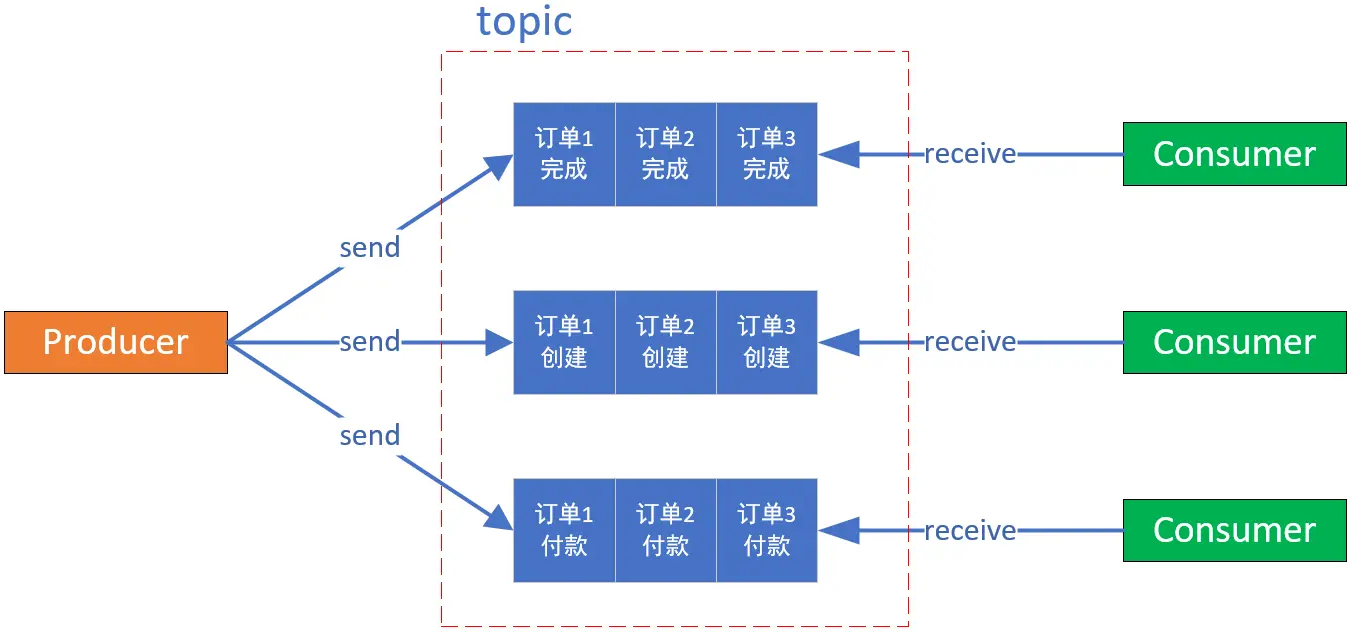 topic
订单1
完成
订单2
完成
订单3
完成
receive
Consumer
send
Producer
send
订单1
创建
订单2
创建
订单3
创建
receive
Consumer
send
订单1
付款
订单2
付款
订单3
付款
receive
Consumer